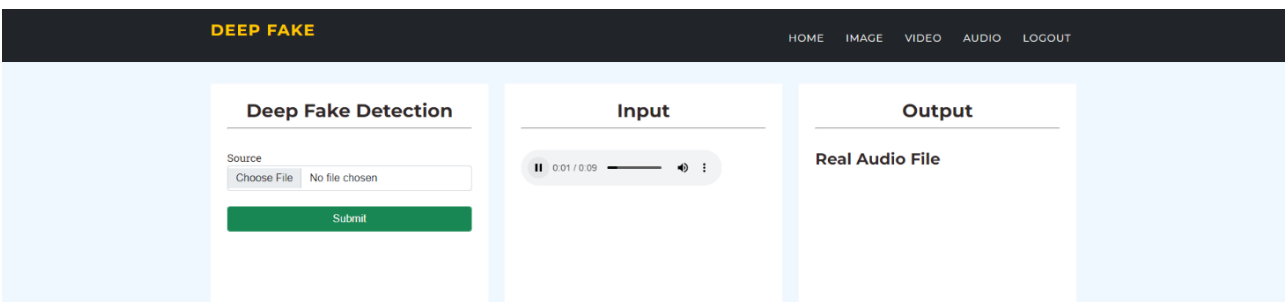 DEEP FAKE
HOME IMAGE VIDEO AUDIO LOGOUT
Deep Fake Detection
Source
Choose File No file chosen
Submit
Input
0:01 / 0:09
Output
Real Audio File